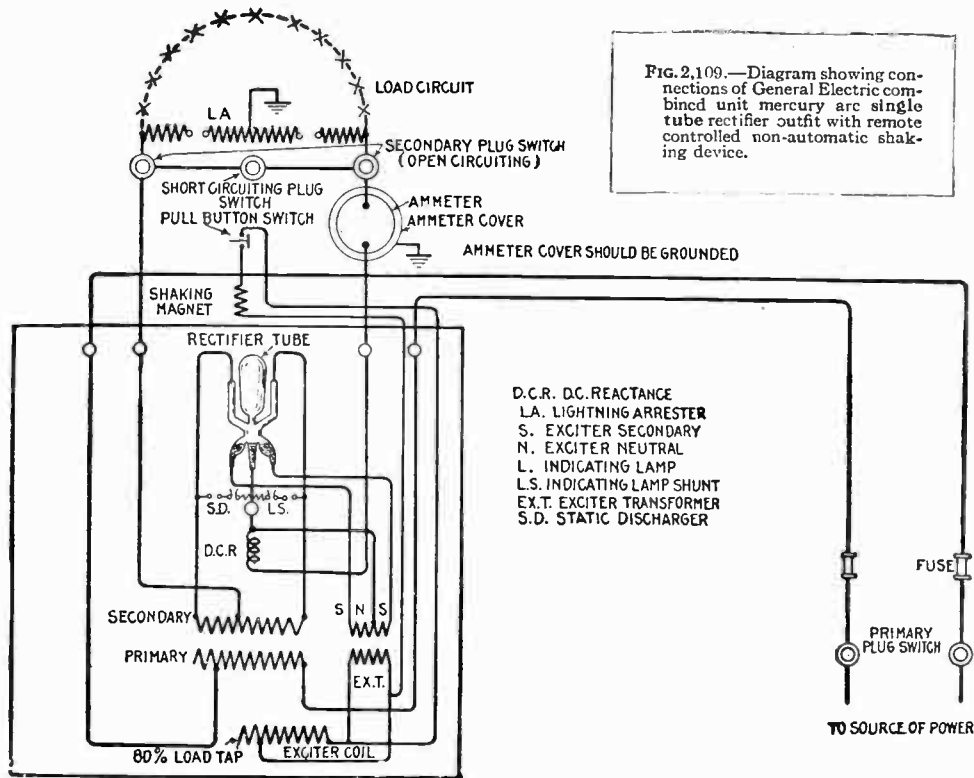 FIG. 2,109.—Diagram showing con-
nections of General Electric com-
bined unit mercury arc single
tube rectifier outfit with remote
controlled non-automatic shak-
ing device.
LOAD CIRCUIT
LA
SECONDARY PLUG SWITCH
(OPEN CIRCUITING)
SHORT CIRCUITING PLUG
SWITCH
PULL BUTTON SWITCH
AMMETER
AMMETER COVER
AMMETER COVER SHOULD BE GROUNDED
SHAKING
MAGNET
RECTIFIER TUBE
D.C.R. D.C. REACTANCE
LA. LIGHTNING ARRESTER
S. EXCITER SECONDARY
N. EXCITER NEUTRAL
L. INDICATING LAMP
L.S. INDICATING LAMP SHUNT
EX.T. EXCITER TRANSFORMER
S.D. STATIC DISCHARGER
S.D. L.S.
D.C.R
FUSE
S N S
SECONDARY
PRIMARY
PRIMARY
PLUG SWITCH
EX.T.
TO SOURCE OF POWER
80% LOAD TAP
EXCITER COIL